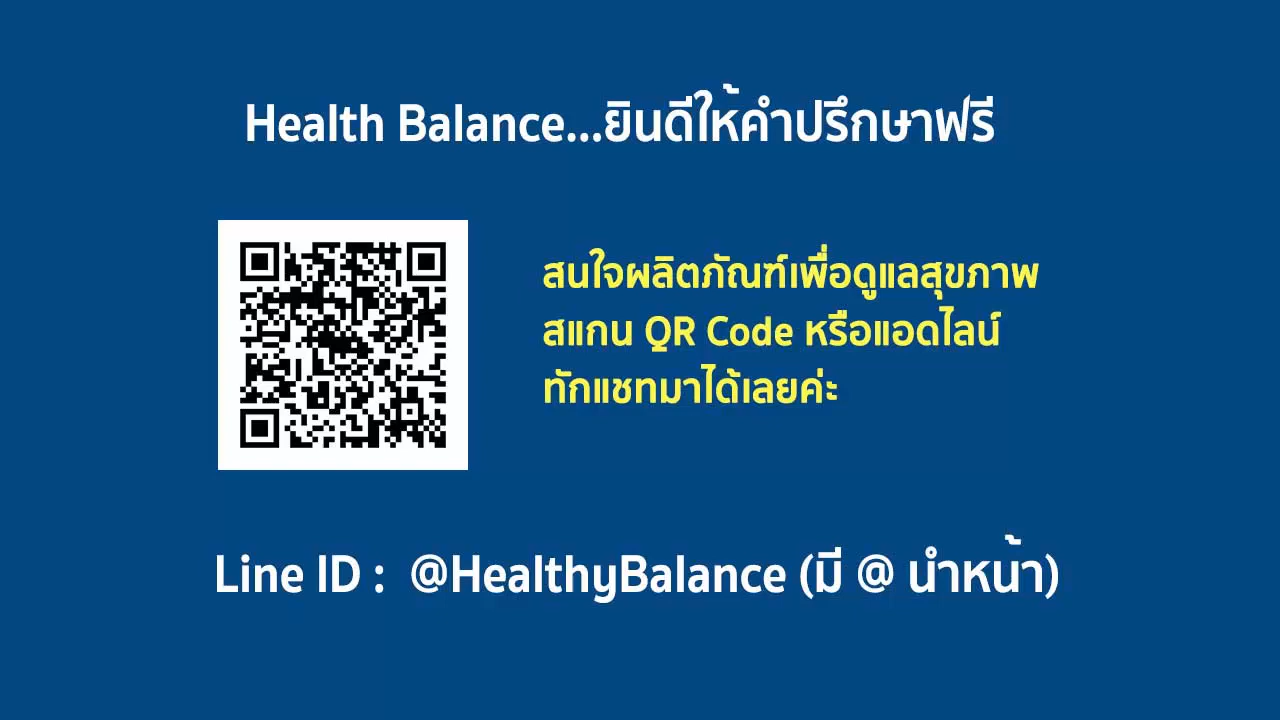 Health Balance...ยินดีให้คำปรึกษาฟรี
สนใจผลิตภัณฑ์เพื่อดูแลสุขภาพ
สแกน QR Code หรือแอดไลน์
ทักแชทมาได้เลยค่ะ
Line ID :  @HealthyBalance (มี @ นำหน้า)